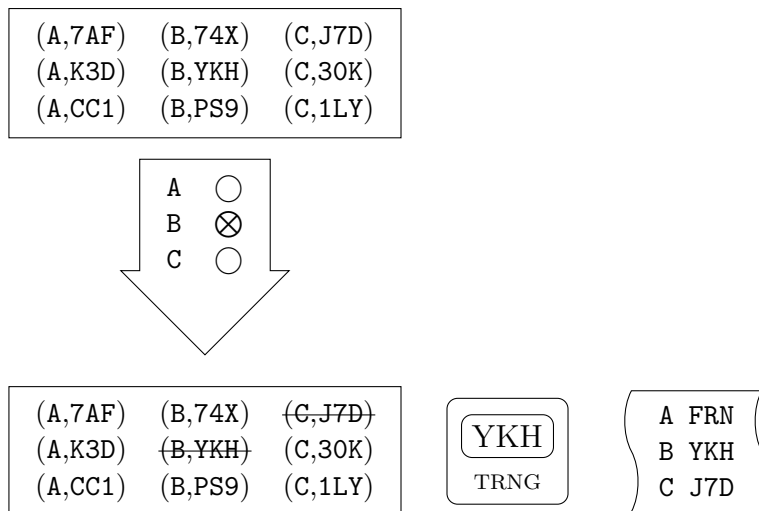 (A,7AF) (B,74X) (C,J7D)
(A,K3D) (B,YKH) (C,30K)
(A,CC1) (B,PS9) (C,1LY)
A
B
C
(A,7AF) (B,74X) (C,J7D)
(A,K3D) (B,YKH) (C,30K)
(A,CC1) (B,PS9) (C,1LY)
YKH
TRNG
A FRN
B YKH
C J7D